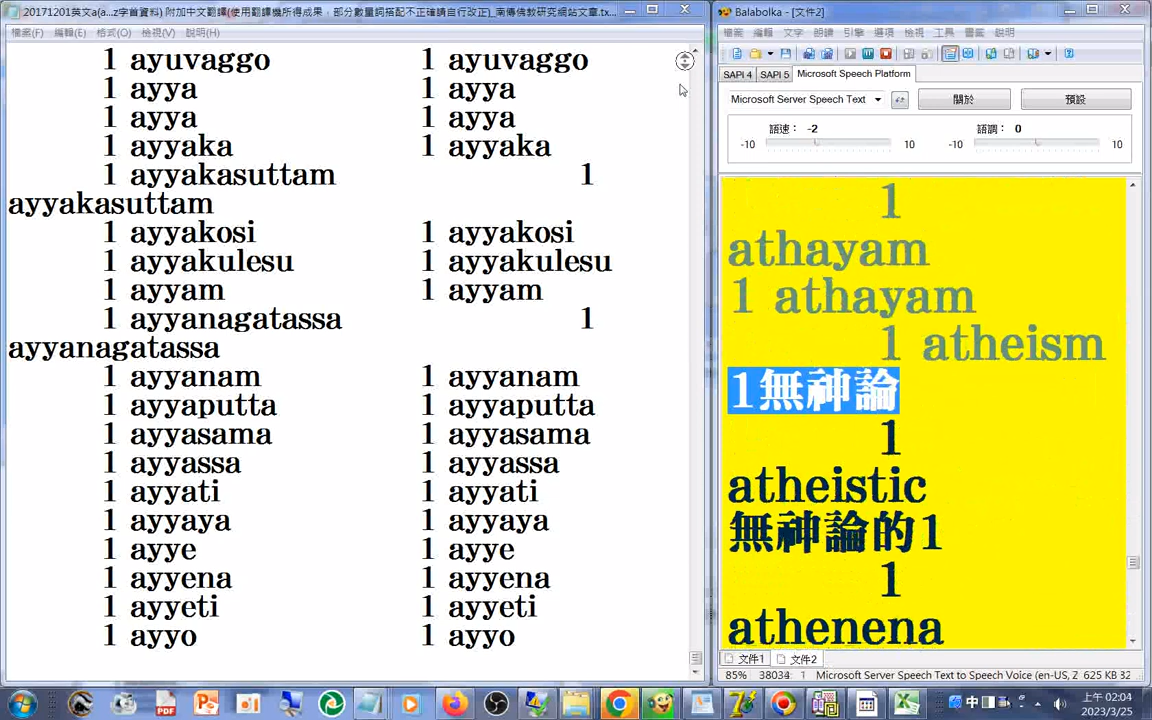 20171201英文a(a...z字首資料) 附加中文翻譯(使用翻譯機所得成果，部分數量詞搭配不正確請自行改正)_南傳佛教研究網站文章.tx...
檔案(F) 編輯(E) 格式(O) 檢視(V) 說明(H)
1 ayuvaggo 1 ayuvaggo
1 ayya 1 ayya
1 ayya 1 ayya
1 ayyaka 1 ayyaka
1 ayyakasuttam 1
ayyakasuttam
1 ayyakosi 1 ayyakosi
1 ayyakulesu 1 ayyakulesu
1 ayyam 1 ayyam
1 ayyanagatassa 1
ayyanagatassa
1 ayyanam 1 ayyanam
1 ayyaputta 1 ayyaputta
1 ayyasama 1 ayyasama
1 ayyassa 1 ayyassa
1 ayyati 1 ayyati
1 ayyaya 1 ayyaya
1 ayye 1 ayye
1 ayyena 1 ayyena
1 ayyeti 1 ayyeti
1 ayyo 1 ayyo
Balabolka - [文件2]
檔案 編輯 文字 朗讀 引擎 選項 檢視 工具 書籤 說明
SAPI 4 SAPI 5 Microsoft Speech Platform
Microsoft Server Speech Text 關於 預設
語速： -2 語調： 0
-10 10 -10 10
1
athayam
1 athayam
1 atheism
1無神論
1
atheistic
無神論的1
1
athenena
文件1 文件2
85% 38034: 1 Microsoft Server Speech Text to Speech Voice (en-US, Z 625 KB 32
中
上午 02:04
2023/3/25